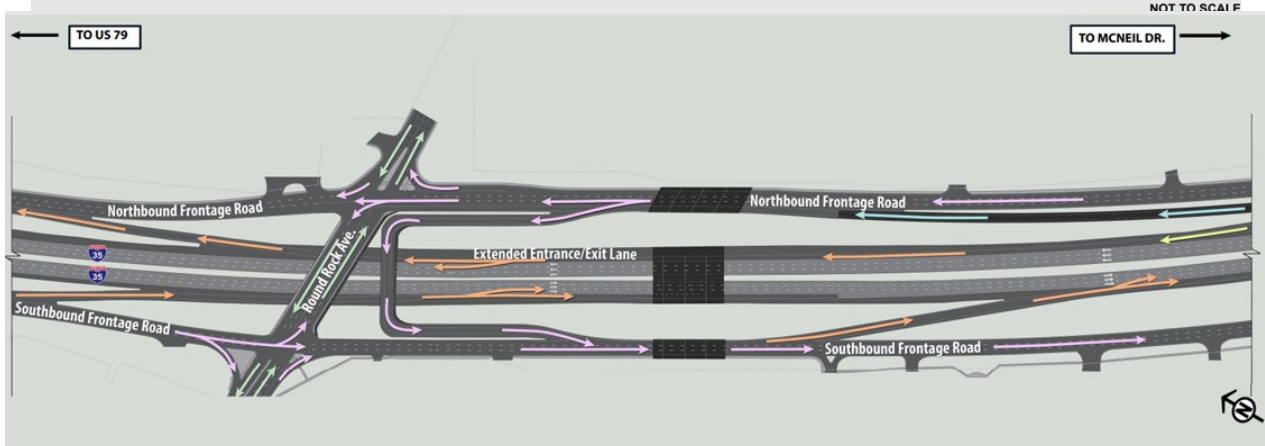 NOT TO SCALE
TO US 79
TO MCNEIL DR.
Northbound Frontage Road
Northbound Frontage Road
Extended Entrance/Exit Lane
35
35
Round Rock Ave.
Southbound Frontage Road
Southbound Frontage Road
N